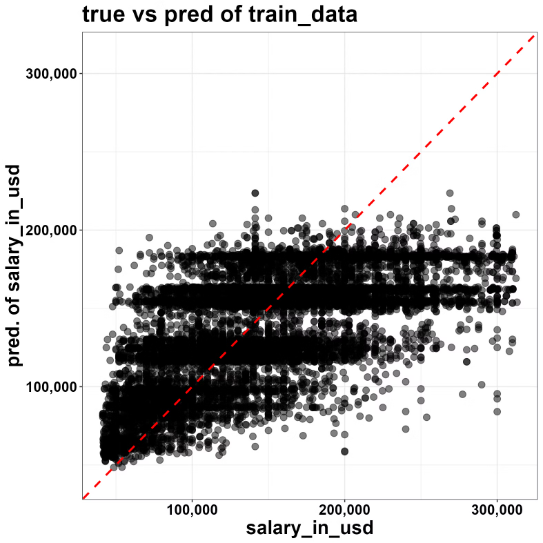 true vs pred of train_data
300,000
200,000
100,000
pred. of salary_in_usd
100,000
200,000
300,000
salary_in_usd